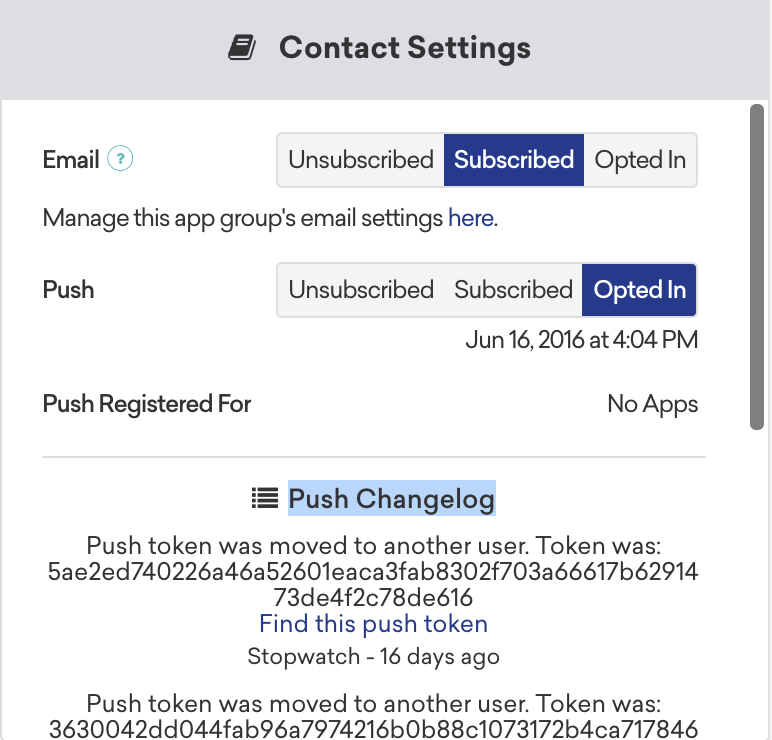 Contact Settings
Email ?
Unsubscribed Subscribed Opted In
Manage this app group's email settings here.
Push
Unsubscribed Subscribed Opted In
Jun 16, 2016 at 4:04 PM
Push Registered For No Apps
Push Changelog
Push token was moved to another user. Token was:
5ae2ed740226a46a52601eaca3fab8302f703a66617b62914
73de4f2c78de616
Find this push token
Stopwatch - 16 days ago
Push token was moved to another user. Token was:
3630042dd044fab96a7974216b0b88c1073172b4ca717846